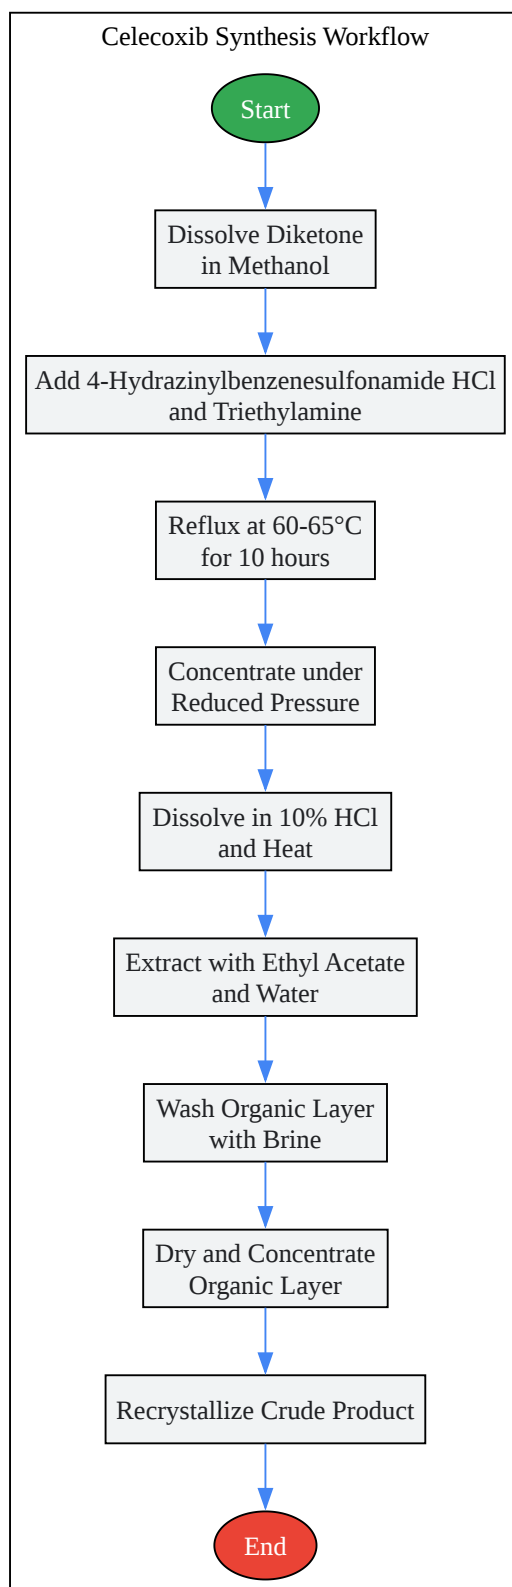 Celecoxib Synthesis Workflow
Start
Dissolve Diketone
in Methanol
Add 4-Hydrazinylbenzenesulfonamide HCl
and Triethylamine
Reflux at 60-65°C
for 10 hours
Concentrate under
Reduced Pressure
Dissolve in 10% HCl
and Heat
Extract with Ethyl Acetate
and Water
Wash Organic Layer
with Brine
Dry and Concentrate
Organic Layer
Recrystallize Crude Product
End